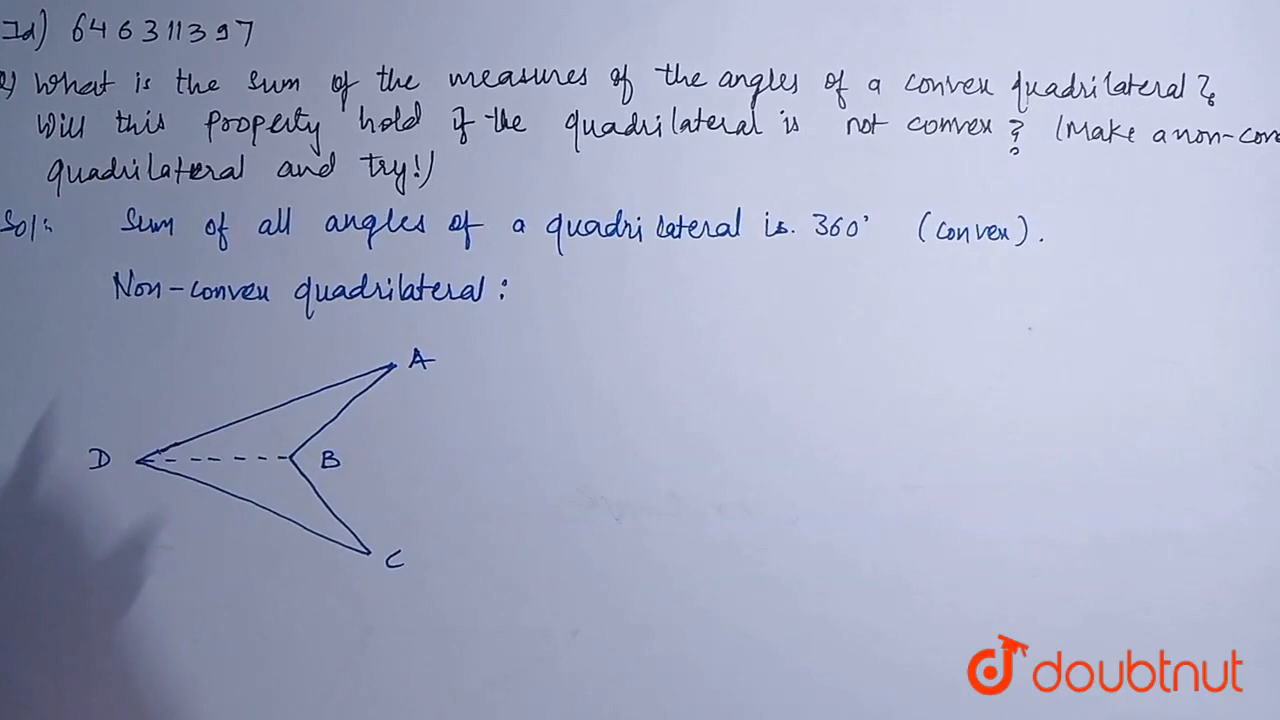 Id) 646311397
Q) What is the sum of the measures of the angles of a convex quadrilateral?
Will this property hold if the quadrilateral is not convex? (Make a non-con
quadrilateral and try!)
Sol: Sum of all angles of a quadrilateral is. 360° (convex).
Non-convex quadrilateral:
A
D B
C
doubtnut